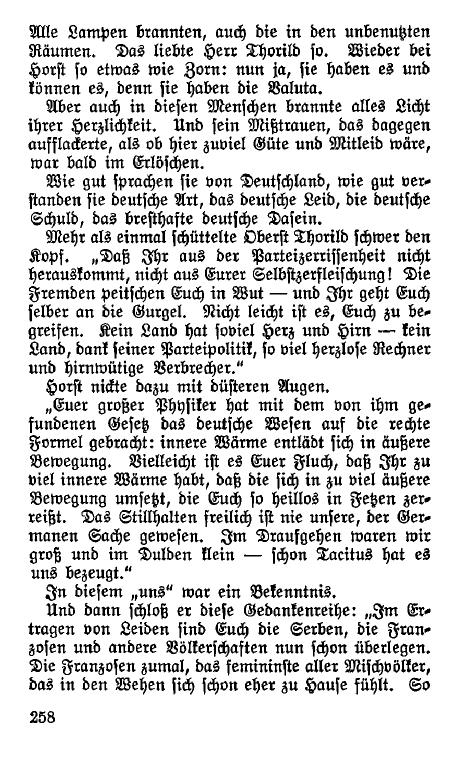 Alle Lampen brannten, auch die in den unbenutzten
Räumen. Das liebte Herr Thorild so. Wieder bei
Horst so etwas wie Zorn: nun ja, sie haben es und
können es, denn sie haben die Valuta.
Aber auch in diesen Menschen brannte alles Licht
ihrer Herzlichkeit. Und sein Mißtrauen, das dagegen
aufflackerte, als ob hier zuviel Güte und Mitleid wäre,
war bald im Erlöschen.
Wie gut sprachen sie von Deutschland, wie gut ver-
standen sie deutsche Art, das deutsche Leid, die deutsche
Schuld, das bresthafte deutsche Dasein.
Mehr als einmal schüttelte Oberst Thorild schwer den
Kopf. „Daß Ihr aus der Parteizerrissenheit nicht
herauskommt, nicht aus Eurer Selbstzerfleischung! Die
Fremden peitschen Euch in Wut — und Ihr geht Euch
selber an die Gurgel. Nicht leicht ist es, Euch zu be-
greifen. Kein Land hat soviel Herz und Hirn — kein
Land, dank seiner Parteipolitik, so viel herzlose Rechner
und hirnwütige Verbrecher.“
Horst nickte dazu mit düsteren Augen.
„Euer großer Physiker hat mit dem von ihm ge-
fundenen Gesetz das deutsche Wesen auf die rechte
Formel gebracht: innere Wärme entlädt sich in äußere
Bewegung. Vielleicht ist es Euer Fluch, daß Ihr zu
viel innere Wärme habt, daß die sich in zu viel äußere
Bewegung umsetzt, die Euch so heillos in Fetzen zer-
reißt. Das Stillhalten freilich ist nie unsere, der Ger-
manen Sache gewesen. Im Draufgehen waren wir
groß und im Dulden klein — schon Tacitus hat es
uns bezeugt.“
In diesem „uns“ war ein Bekenntnis.
Und dann schloß er diese Gedankenreihe: „Im Er-
tragen von Leiden sind Euch die Serben, die Fran-
zosen und andere Völkerschaften nun schon überlegen.
Die Franzosen zumal, das femininste aller Mischvölker,
das in den Wehen sich schon eher zu Hause fühlt. So
258